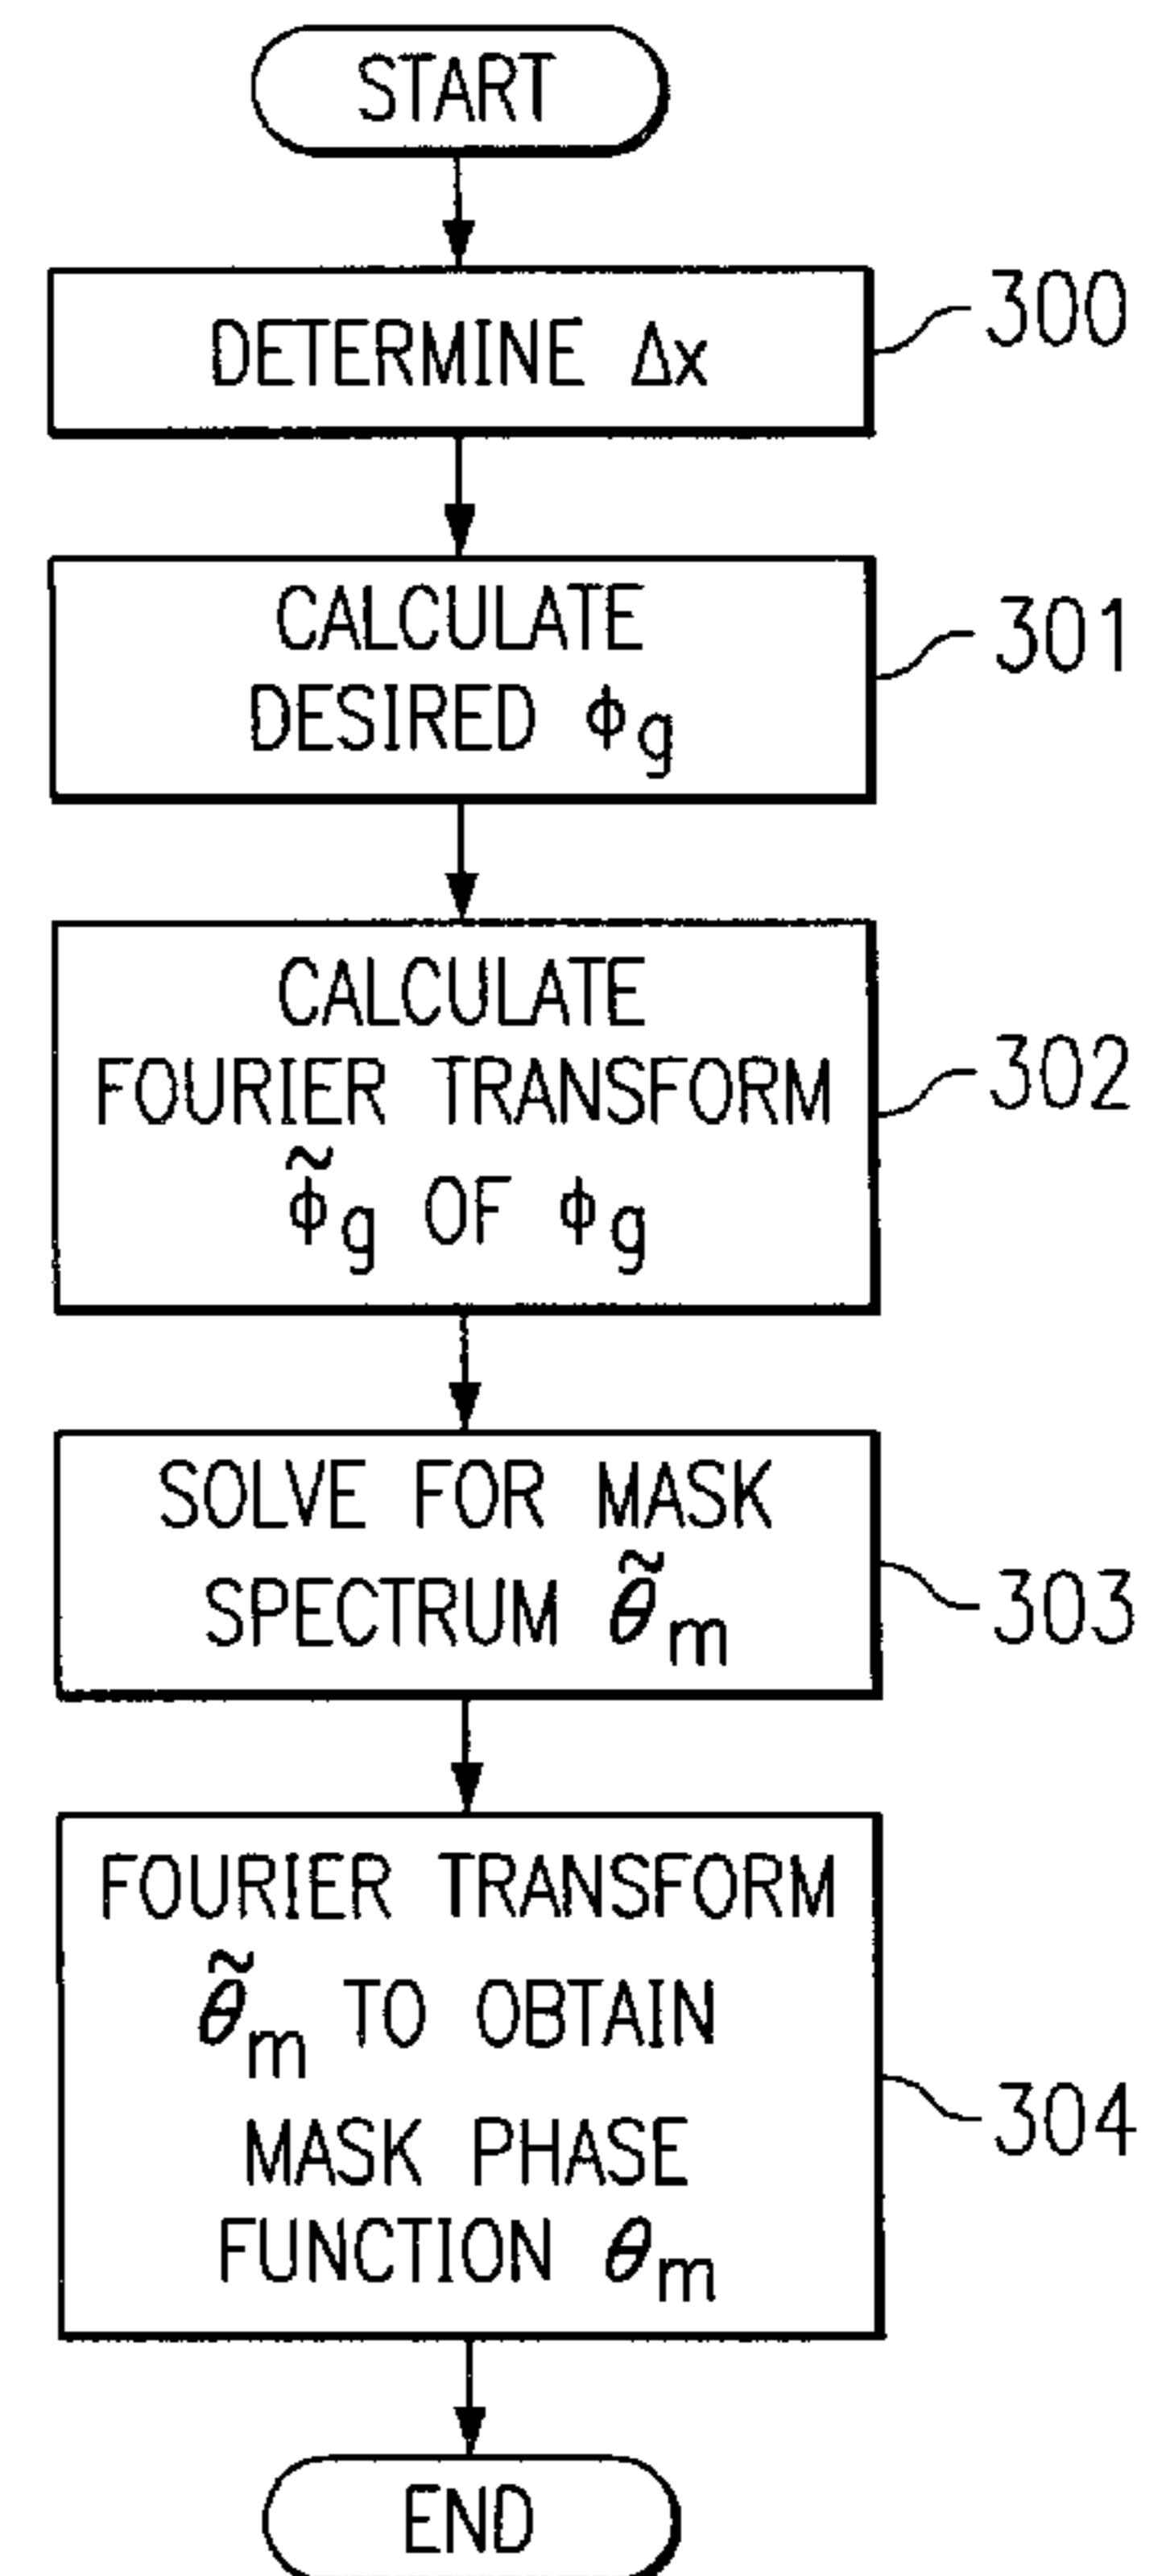 START
DETERMINE Δx
300
CALCULATE
DESIRED ϕg
301
CALCULATE
FOURIER TRANSFORM
ϕ̃g OF ϕg
302
SOLVE FOR MASK
SPECTRUM θ̃m
303
FOURIER TRANSFORM
θ̃m TO OBTAIN
MASK PHASE
FUNCTION θm
304
END